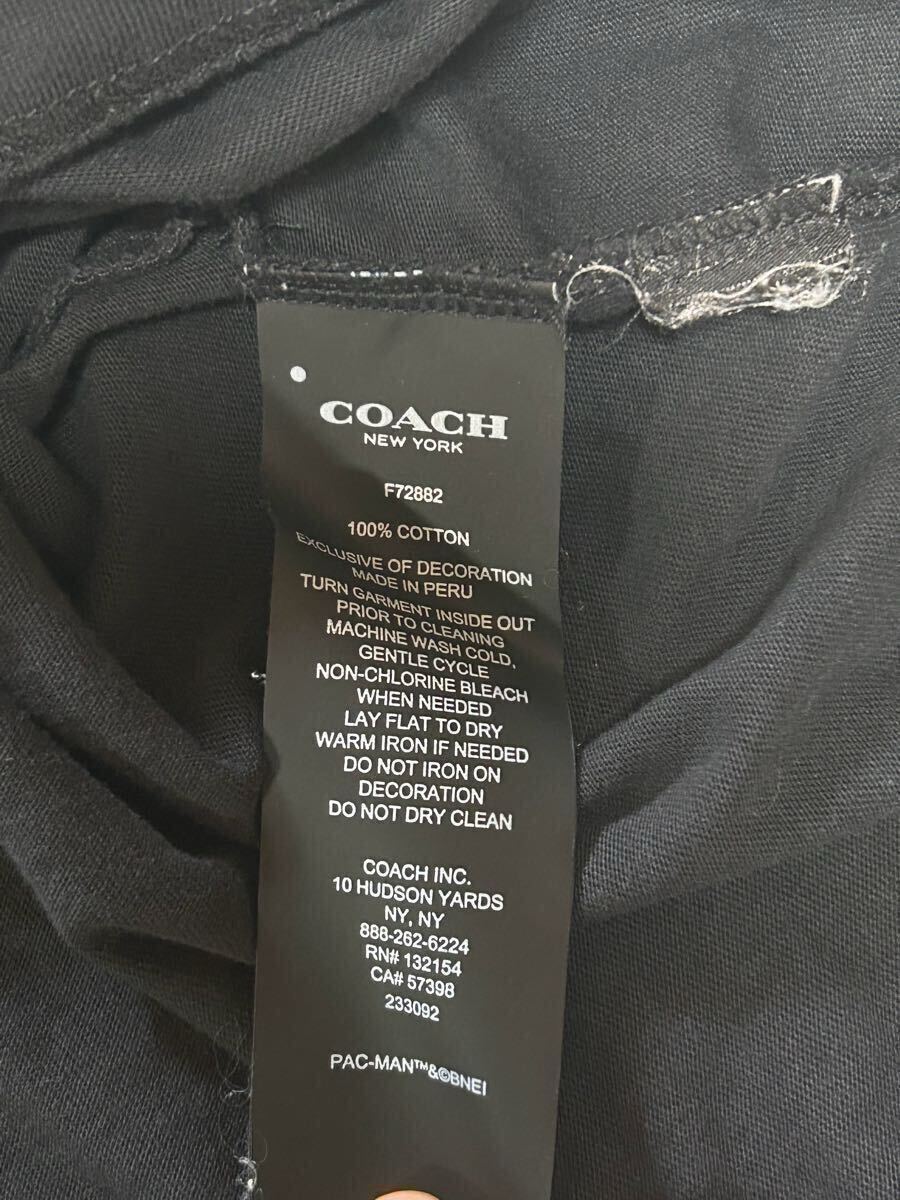 COACH
NEW YORK
F72882
100% COTTON
EXCLUSIVE OF DECORATION
MADE IN PERU
TURN GARMENT INSIDE OUT
PRIOR TO CLEANING
MACHINE WASH COLD,
GENTLE CYCLE
NON-CHLORINE BLEACH
WHEN NEEDED
LAY FLAT TO DRY
WARM IRON IF NEEDED
DO NOT IRON ON
DECORATION
DO NOT DRY CLEAN
COACH INC.
10 HUDSON YARDS
NY, NY
888-262-6224
RN# 132154
CA# 57398
233092
PAC-MAN™&©BNEI